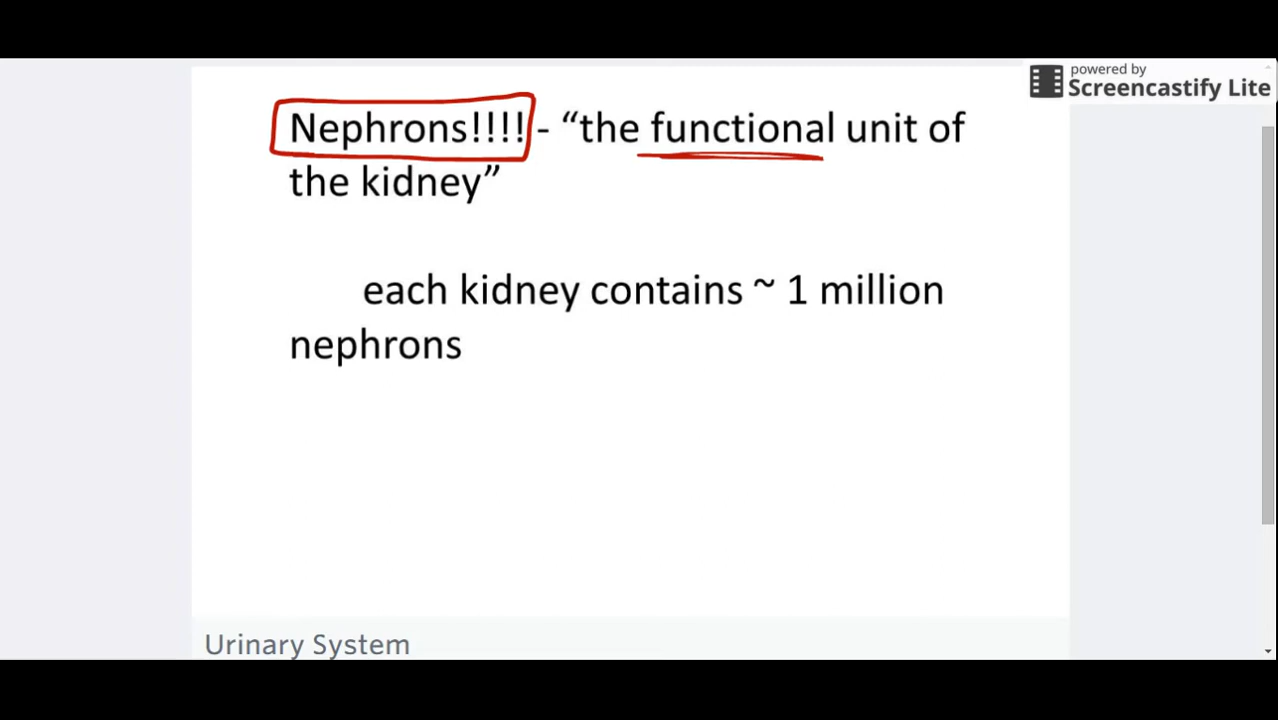 powered by
Screencastify Lite
Nephrons!!!! - “the functional unit of
the kidney”
each kidney contains ~ 1 million
nephrons
Urinary System